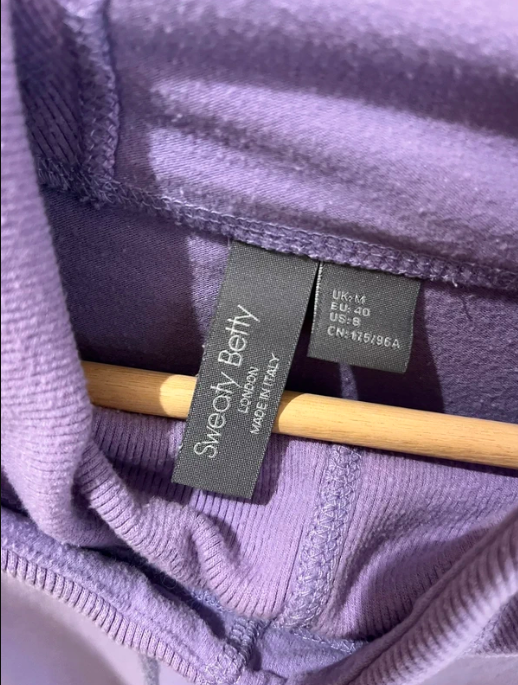 Sweaty Betty
LONDON
MADE IN ITALY
UK: M
EU: 40
US: 8
CN: 175/96A